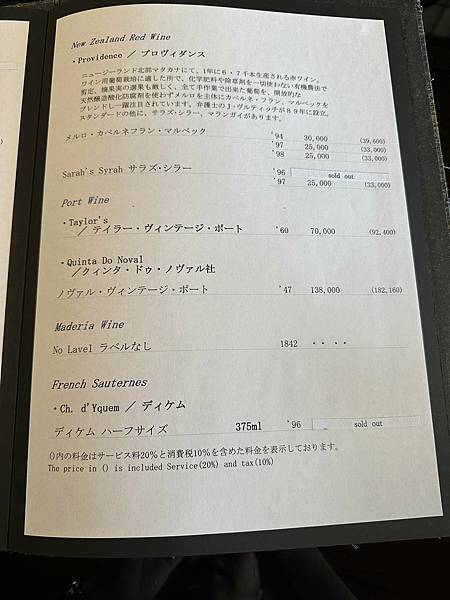 New Zealand Red Wine
・Providence ／ プロヴィダンス
ニュージーランド北部マタカナにて、1年に6・7千本生産される赤ワイン。
ワイン用葡萄栽培に適した所で、化学肥料や除草剤を一切使わない有機農法で
剪定、摘果実の選果も厳しく、全て手作業で出来た葡萄を、開放的な
天然醸造酸化防腐剤を使わずメルロを主体にカベルネ・フラン、マルベックを
ブレンドし一躍注目されています。弁護士のJ・ヴルティッチが８９年に設立。
スタンダードの他に、サラズ・シラー、マランガイがあります。
メルロ・カベルネフラン・マルベック '94 30,000 (39,600)
'97 25,000 (33,000)
'98 25,000 (33,000)
Sarah's Syrah サラズ・シラー '96 sold out
'97 25,000 (33,000)
Port Wine
・Taylor's
／ テイラー・ヴィンテージ・ポート '60 70,000 (92,400)
・Quinta Do Noval
／クィンタ・ドゥ・ノヴァル社
ノヴァル・ヴィンテージ・ポート '47 138,000 (182,160)
Maderia Wine
No Lavel ラベルなし 1842 ・・・・
French Sauternes
・Ch. d'Yquem ／ ディケム
ディケム ハーフサイズ 375ml '96 sold out
()内の料金はサービス料20％と消費税10％を含めた料金を表示しております。
The price in () is included Service(20%) and tax(10%)